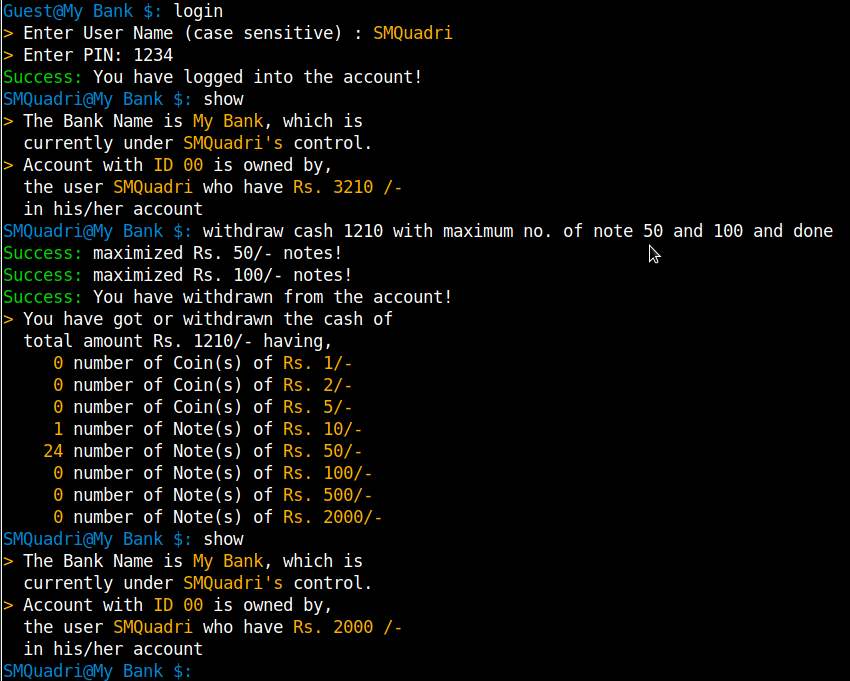 Guest@My Bank $: login
> Enter User Name (case sensitive) : SMQuadri
> Enter PIN: 1234
Success: You have logged into the account!
SMQuadri@My Bank $: show
> The Bank Name is My Bank, which is
  currently under SMQuadri's control.
> Account with ID 00 is owned by,
  the user SMQuadri who have Rs. 3210 /-
  in his/her account
SMQuadri@My Bank $: withdraw cash 1210 with maximum no. of note 50 and 100 and done
Success: maximized Rs. 50/- notes!
Success: maximized Rs. 100/- notes!
Success: You have withdrawn from the account!
> You have got or withdrawn the cash of
  total amount Rs. 1210/- having,
     0 number of Coin(s) of Rs. 1/-
     0 number of Coin(s) of Rs. 2/-
     0 number of Coin(s) of Rs. 5/-
     1 number of Note(s) of Rs. 10/-
    24 number of Note(s) of Rs. 50/-
     0 number of Note(s) of Rs. 100/-
     0 number of Note(s) of Rs. 500/-
     0 number of Note(s) of Rs. 2000/-
SMQuadri@My Bank $: show
> The Bank Name is My Bank, which is
  currently under SMQuadri's control.
> Account with ID 00 is owned by,
  the user SMQuadri who have Rs. 2000 /-
  in his/her account
SMQuadri@My Bank $: